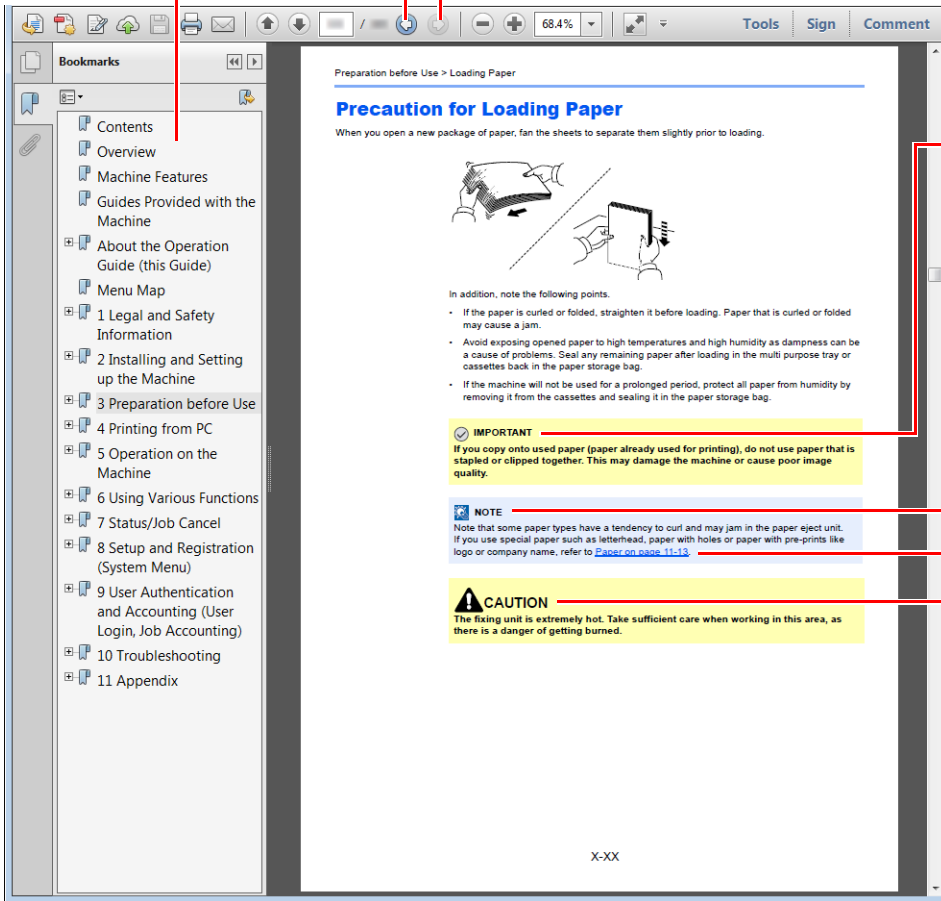 / 68.4% Tools Sign Comment
Bookmarks
Contents
Overview
Machine Features
Guides Provided with the
Machine
About the Operation
Guide (this Guide)
Menu Map
1 Legal and Safety
Information
2 Installing and Setting
up the Machine
3 Preparation before Use
4 Printing from PC
5 Operation on the
Machine
6 Using Various Functions
7 Status/Job Cancel
8 Setup and Registration
(System Menu)
9 User Authentication
and Accounting (User
Login, Job Accounting)
10 Troubleshooting
11 Appendix
Preparation before Use > Loading Paper
Precaution for Loading Paper
When you open a new package of paper, fan the sheets to separate them slightly prior to loading.
In addition, note the following points.
• If the paper is curled or folded, straighten it before loading. Paper that is curled or folded
may cause a jam.
• Avoid exposing opened paper to high temperatures and high humidity as dampness can be
a cause of problems. Seal any remaining paper after loading in the multi purpose tray or
cassettes back in the paper storage bag.
• If the machine will not be used for a prolonged period, protect all paper from humidity by
removing it from the cassettes and sealing it in the paper storage bag.
IMPORTANT
If you copy onto used paper (paper already used for printing), do not use paper that is
stapled or clipped together. This may damage the machine or cause poor image
quality.
NOTE
Note that some paper types have a tendency to curl and may jam in the paper eject unit.
If you use special paper such as letterhead, paper with holes or paper with pre-prints like
logo or company name, refer to Paper on page 11-13.
CAUTION
The fixing unit is extremely hot. Take sufficient care when working in this area, as
there is a danger of getting burned.
X-XX